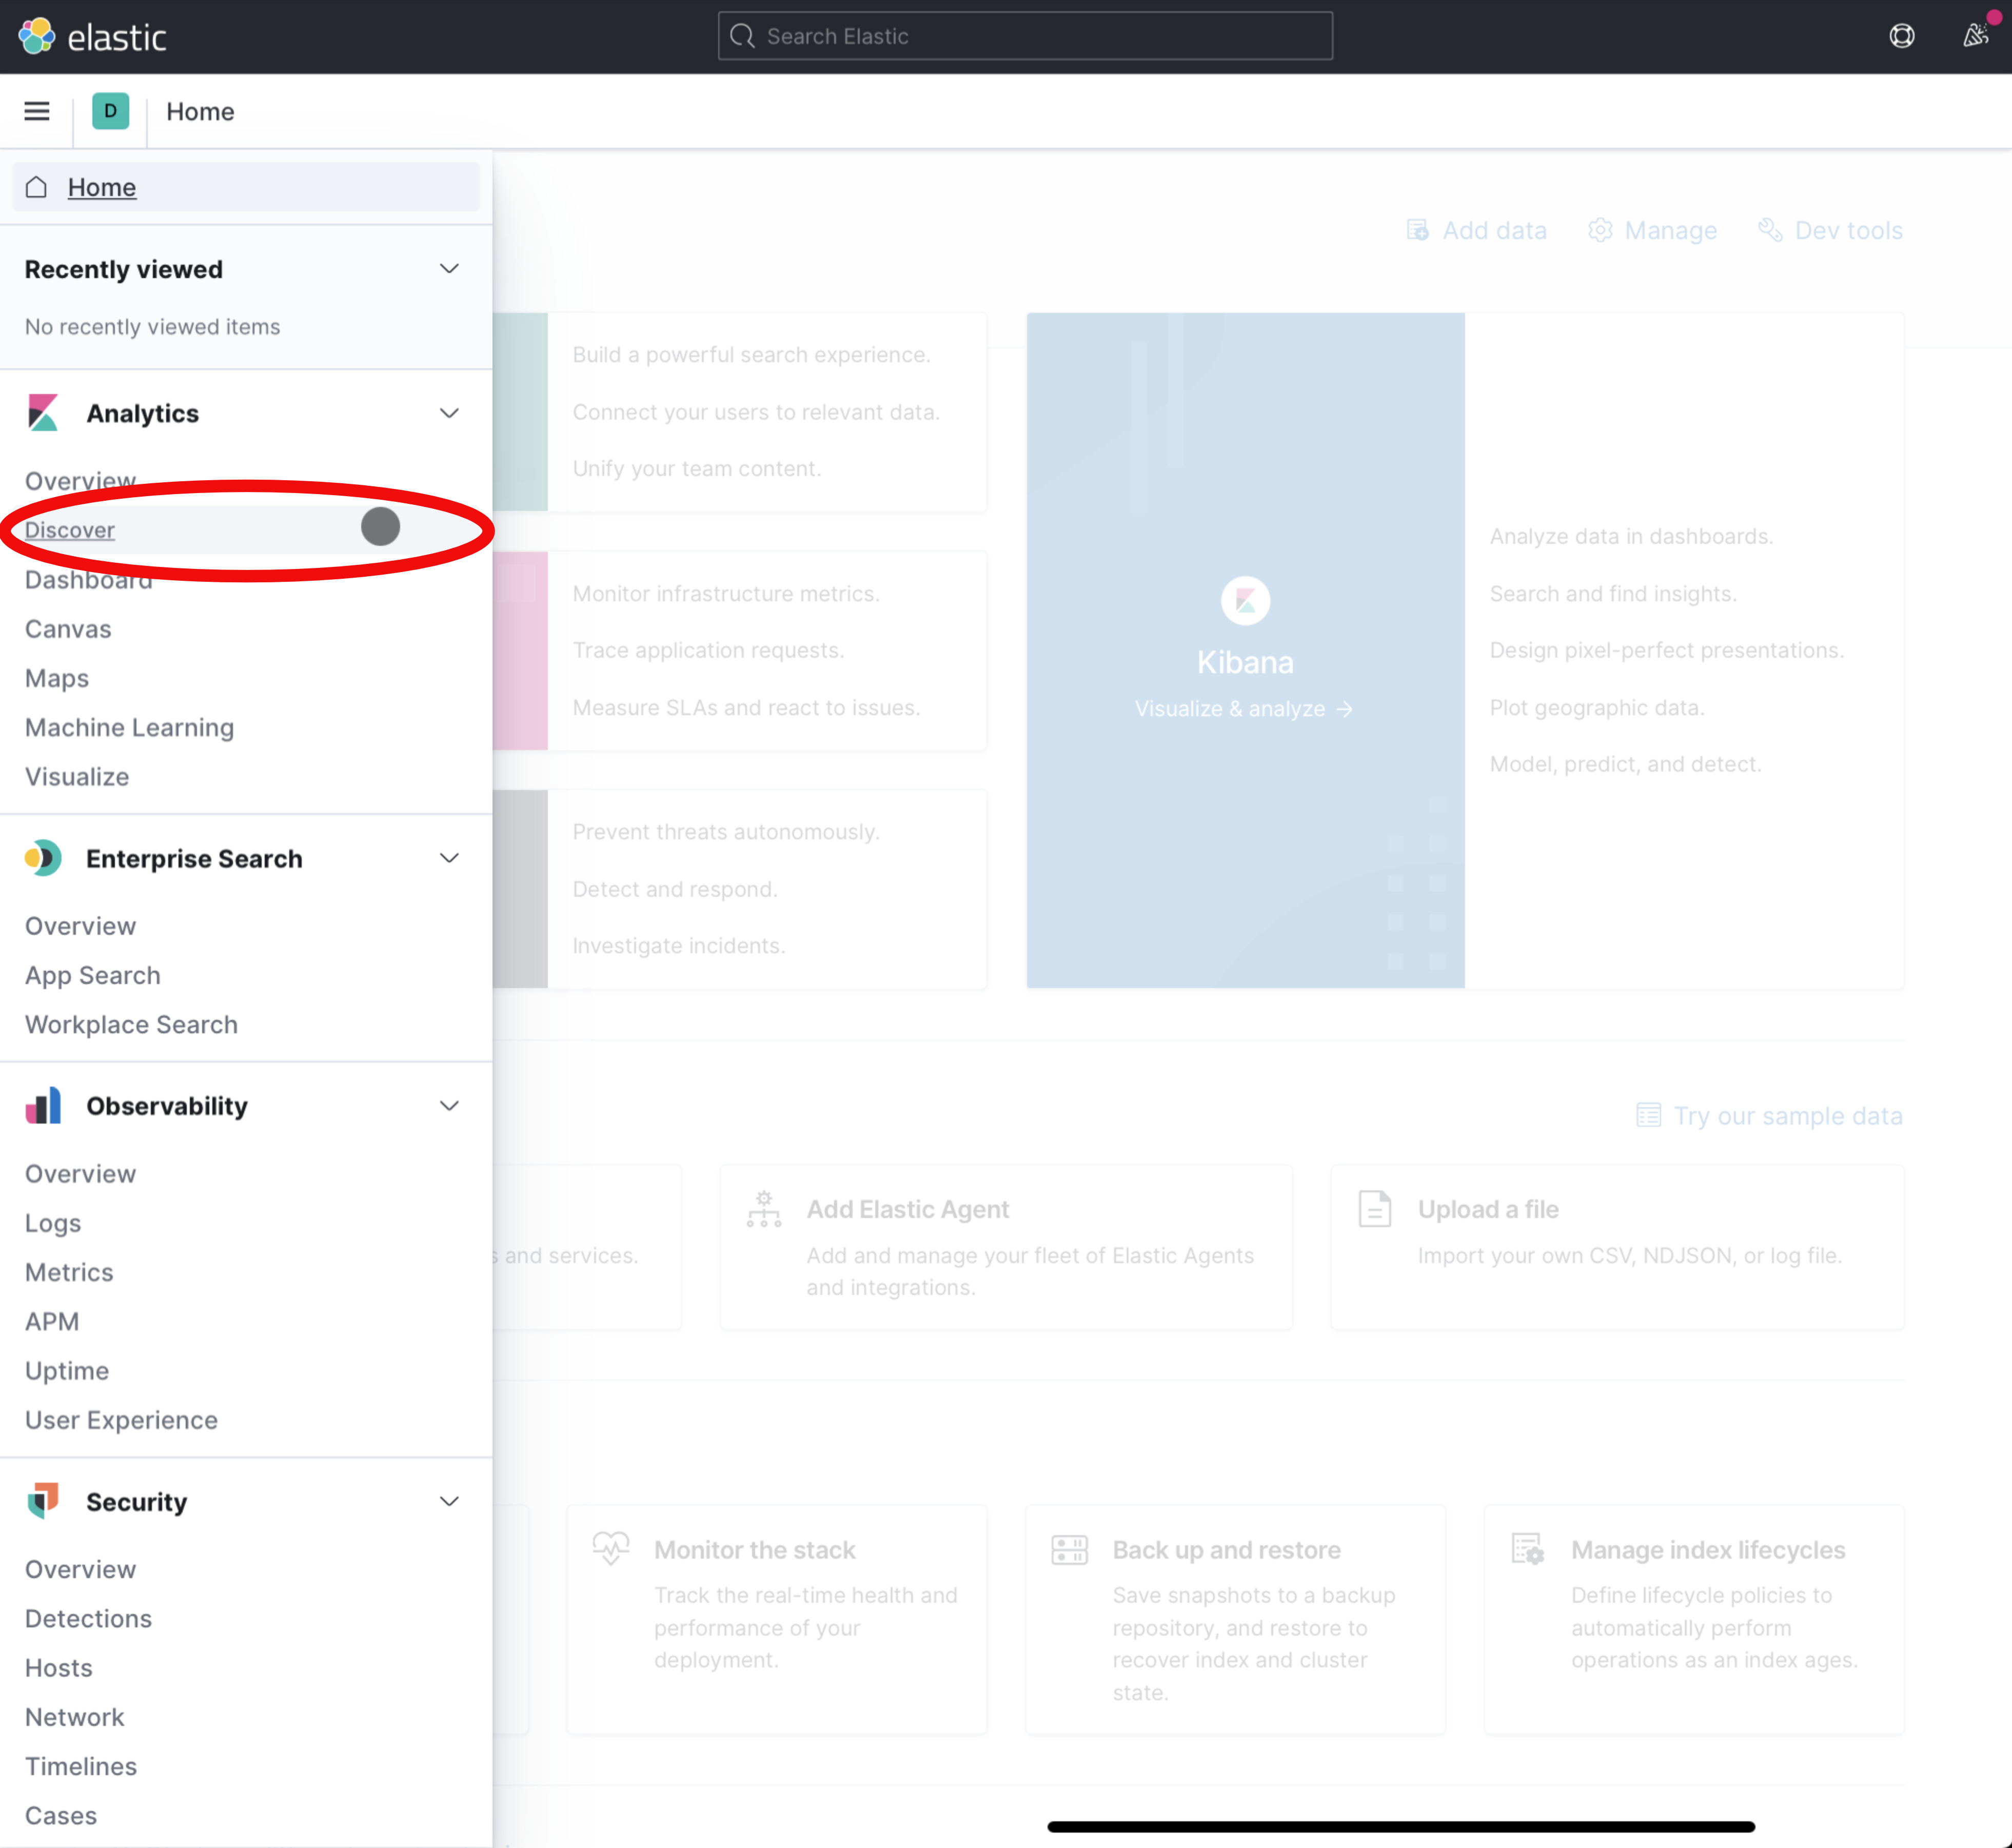 elastic
Search Elastic
D
Home
Home
Recently viewed
No recently viewed items
Analytics
Overview
Discover
Dashboard
Canvas
Maps
Machine Learning
Visualize
Enterprise Search
Overview
App Search
Workplace Search
Observability
Overview
Logs
Metrics
APM
Uptime
User Experience
Security
Overview
Detections
Hosts
Network
Timelines
Cases
Add data
Manage
Dev tools
Build a powerful search experience.
Connect your users to relevant data.
Unify your team content.
Monitor infrastructure metrics.
Trace application requests.
Measure SLAs and react to issues.
Prevent threats autonomously.
Detect and respond.
Investigate incidents.
Kibana
Visualize & analyze →
Analyze data in dashboards.
Search and find insights.
Design pixel-perfect presentations.
Plot geographic data.
Model, predict, and detect.
Try our sample data
and services.
Add Elastic Agent
Add and manage your fleet of Elastic Agents
and integrations.
Upload a file
Import your own CSV, NDJSON, or log file.
Monitor the stack
Track the real-time health and
performance of your
deployment.
Back up and restore
Save snapshots to a backup
repository, and restore to
recover index and cluster
state.
Manage index lifecycles
Define lifecycle policies to
automatically perform
operations as an index ages.